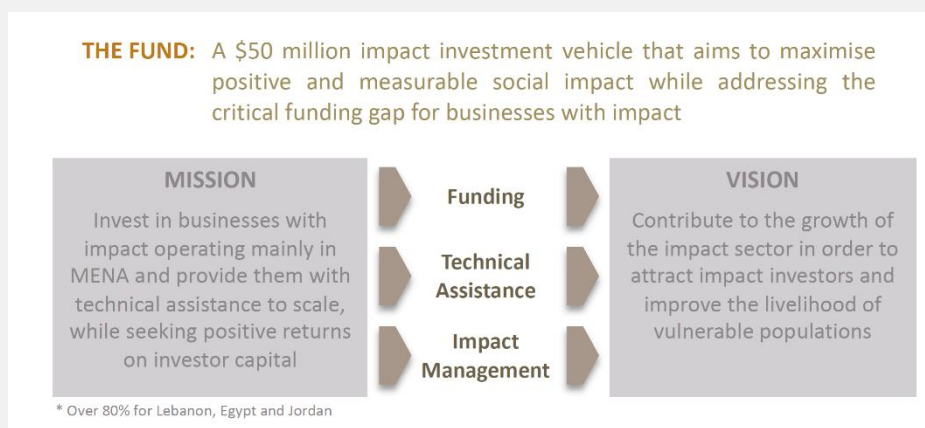 THE FUND: A $50 million impact investment vehicle that aims to maximise
positive and measurable social impact while addressing the
critical funding gap for businesses with impact
MISSION
Invest in businesses with
impact operating mainly in
MENA and provide them with
technical assistance to scale,
while seeking positive returns
on investor capital
Funding
Technical
Assistance
Impact
Management
VISION
Contribute to the growth of
the impact sector in order to
attract impact investors and
improve the livelihood of
vulnerable populations
* Over 80% for Lebanon, Egypt and Jordan